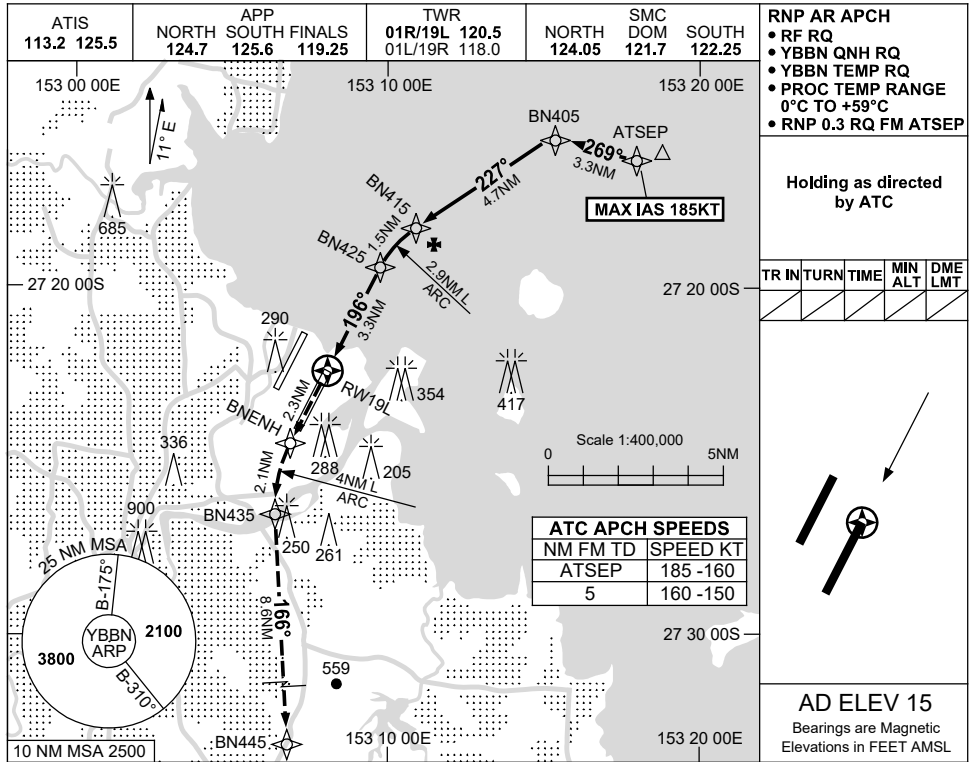 ATIS
113.2 125.5
APP
NORTH SOUTH FINALS
124.7 125.6 119.25
TWR
01R/19L 120.5
01L/19R 118.0
SMC
NORTH DOM SOUTH
124.05 121.7 122.25
RNP AR APCH
• RF RQ
• YBBN QNH RQ
• YBBN TEMP RQ
• PROC TEMP RANGE
0°C TO +59°C
• RNP 0.3 RQ FM ATSEP
Holding as directed
by ATC
TR IN TURN TIME MIN ALT DME LMT
153 00 00E
153 10 00E
153 20 00E
11° E
BN405
ATSEP
269°
3.3NM
MAX IAS 185KT
227°
4.7NM
BN415
1.5NM
BN425
2.9NM L
ARC
685
27 20 00S
27 20 00S
196°
3.3NM
290
RW19L
354
417
2.3NM
BNENH
288
205
336
2.1NM
4NM L
ARC
Scale 1:400,000
0 5NM
BN435
900
250
261
ATC APCH SPEEDS
NM FM TD SPEED KT
ATSEP 185 -160
5 160 -150
25 NM MSA
B-175°
YBBN
ARP
2100
3800
B-310°
166°
8.6NM
27 30 00S
559
BN445
153 10 00E
153 20 00E
10 NM MSA 2500
AD ELEV 15
Bearings are Magnetic
Elevations in FEET AMSL